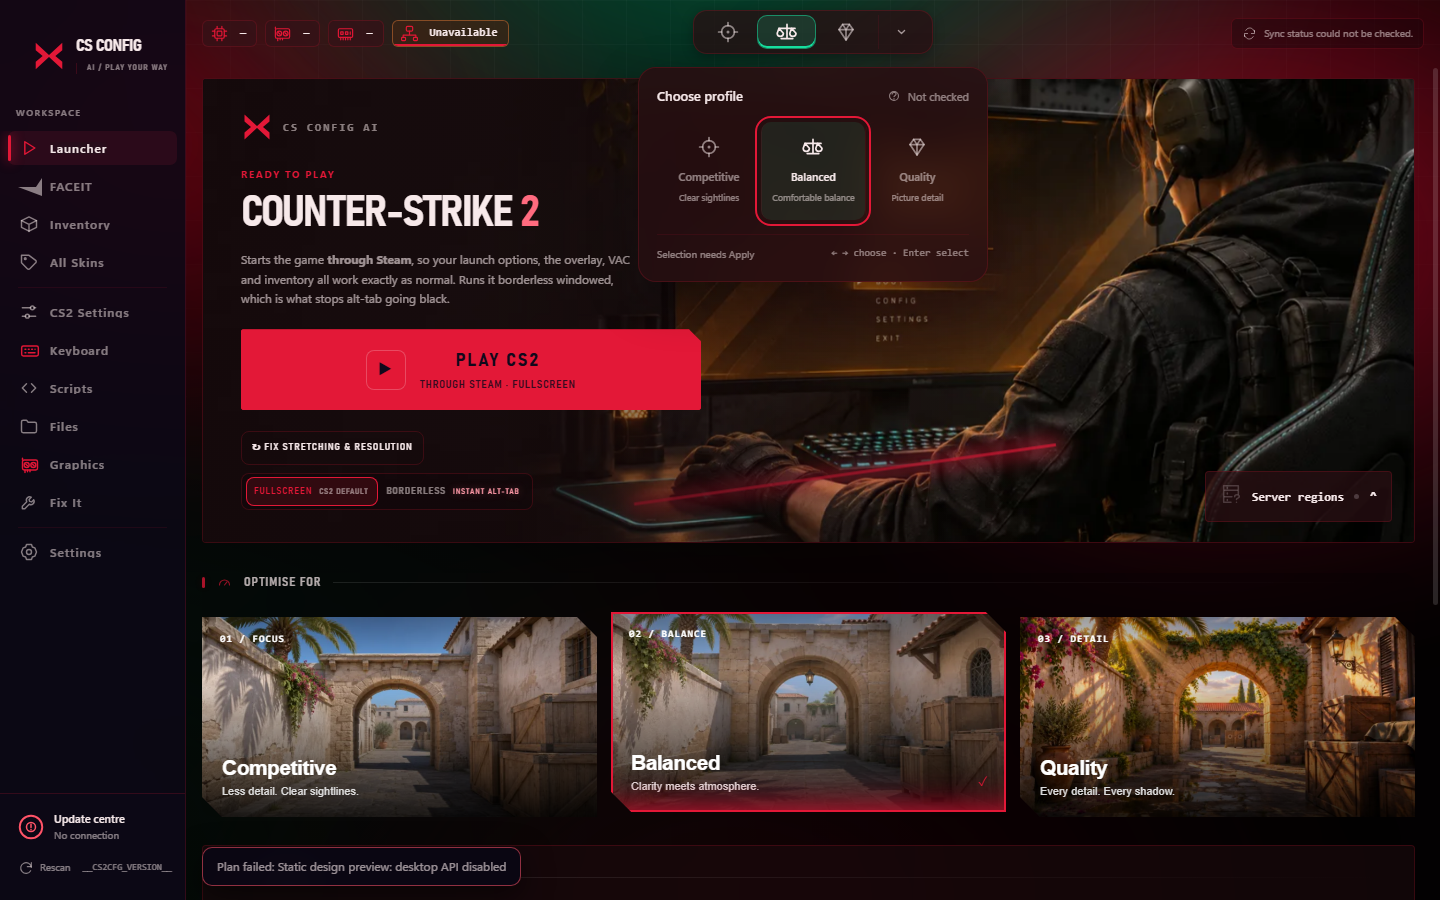 CS CONFIG
AI / PLAY YOUR WAY
WORKSPACE
Launcher
FACEIT
Inventory
All Skins
CS2 Settings
Keyboard
Scripts
Files
Graphics
Fix It
Settings
Update centre
No connection
Rescan
__CS2CFG_VERSION__
–
–
–
Unavailable
Sync status could not be checked.
Choose profile
Not checked
Competitive
Clear sightlines
Balanced
Comfortable balance
Quality
Picture detail
Selection needs Apply
← → choose · Enter select
CS CONFIG AI
READY TO PLAY
COUNTER-STRIKE 2
Starts the game through Steam, so your launch options, the overlay, VAC
and inventory all work exactly as normal. Runs it borderless windowed,
which is what stops alt-tab going black.
PLAY CS2
THROUGH STEAM · FULLSCREEN
↻ FIX STRETCHING & RESOLUTION
FULLSCREEN CS2 DEFAULT
BORDERLESS INSTANT ALT-TAB
CONFIG
SETTINGS
EXIT
Server regions
OPTIMISE FOR
01 / FOCUS
Competitive
Less detail. Clear sightlines.
02 / BALANCE
Balanced
Clarity meets atmosphere.
03 / DETAIL
Quality
Every detail. Every shadow.
Plan failed: Static design preview: desktop API disabled